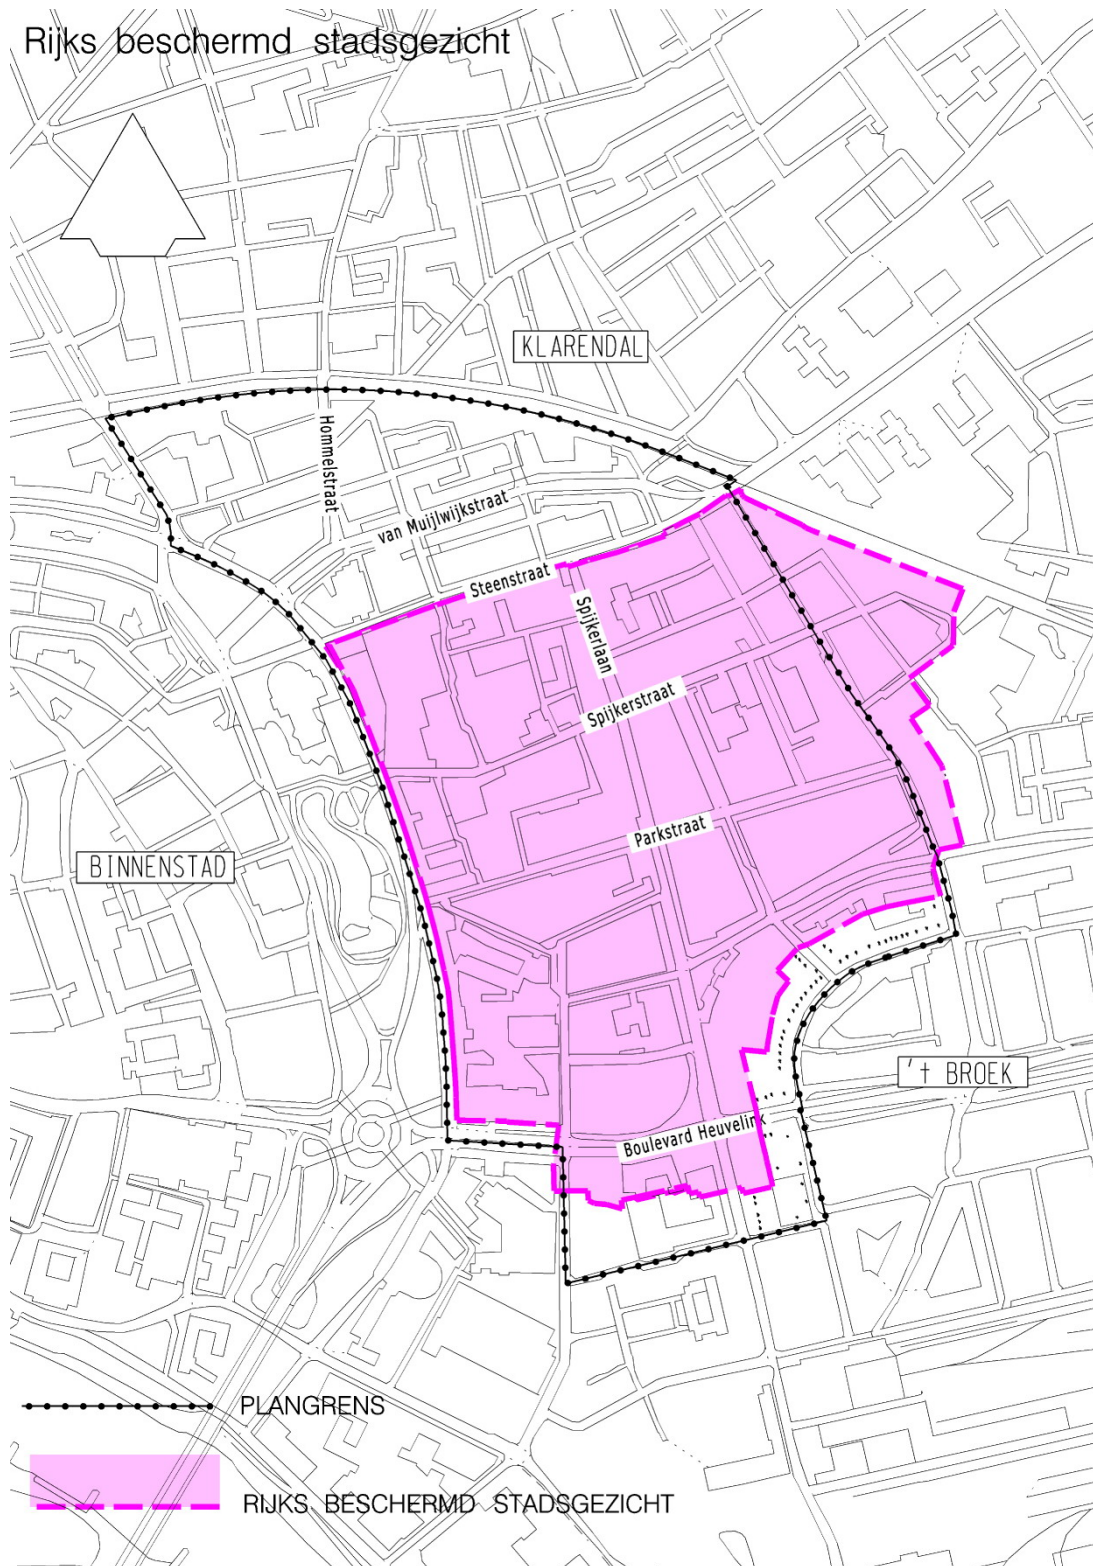 Rijks beschermd stadsgezicht
KLARENDAL
Hommelstraat
van Muijlwijkstraat
Steenstraat
Spijkerlaan
Spijkerstraat
Parkstraat
BINNENSTAD
't BROEK
Boulevard Heuvelink
PLANGRENS
RIJKS BESCHERMD STADSGEZICHT